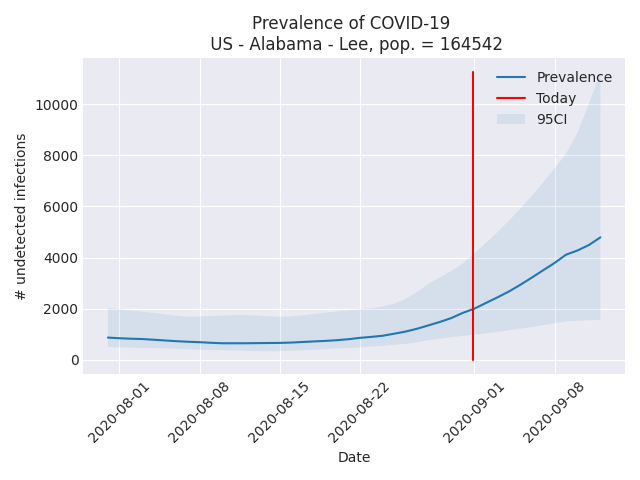 Prevalence of COVID-19
US - Alabama - Lee, pop. = 164542
Prevalence
Today
95CI
10000
8000
6000
4000
2000
0
# undetected infections
2020-08-01
2020-08-08
2020-08-15
2020-08-22
2020-09-01
2020-09-08
Date